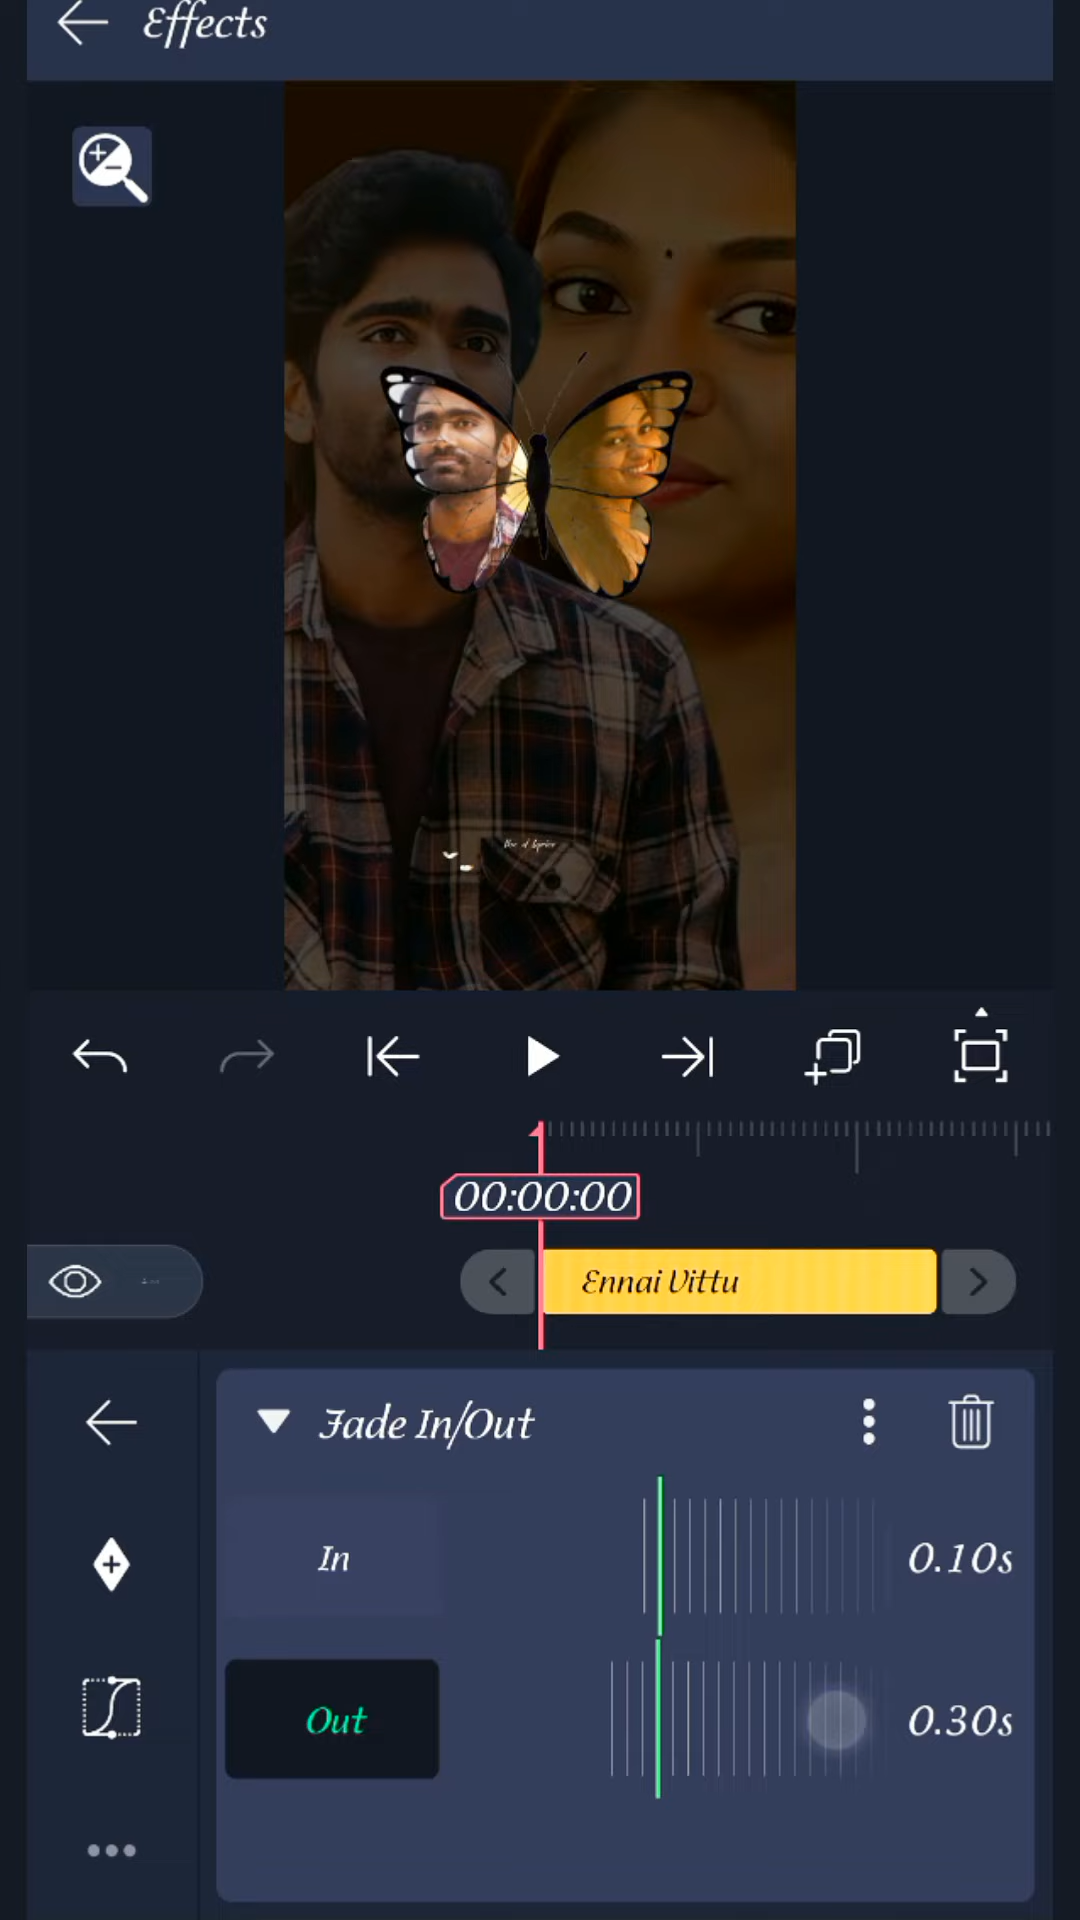 Effects
00:00:00
Ennai Vittu
Fade In/Out
In
0.10s
Out
0.30s